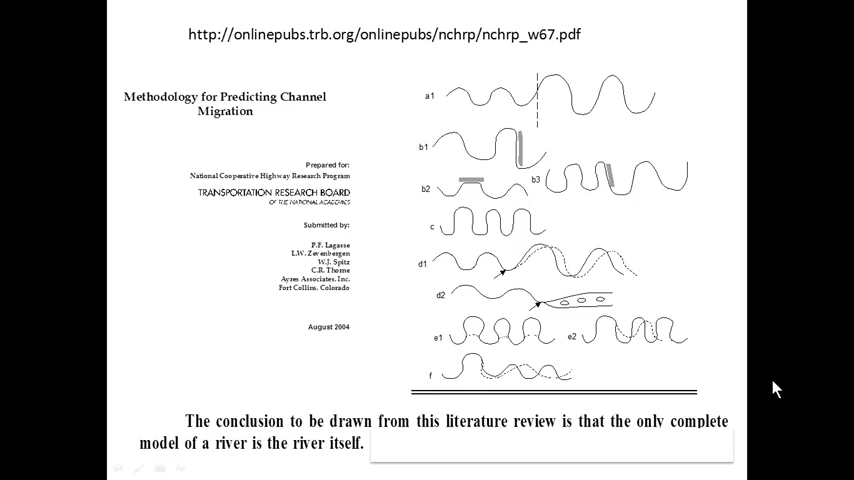 http://onlinepubs.trb.org/onlinepubs/nchrp/nchrp_w67.pdf
Methodology for Predicting Channel
Migration
Prepared for:
National Cooperative Highway Research Program
TRANSPORTATION RESEARCH BOARD
OF THE NATIONAL ACADEMICS
Submitted by:
P.F. Lagasse
L.W. Zevenbergen
W.J. Spitz
C.R. Thorne
Ayres Associates, Inc.
Fort Collins, Colorado
August 2004
a1
b1
b2
b3
c
d1
d2
e1
e2
f
The conclusion to be drawn from this literature review is that the only complete
model of a river is the river itself.